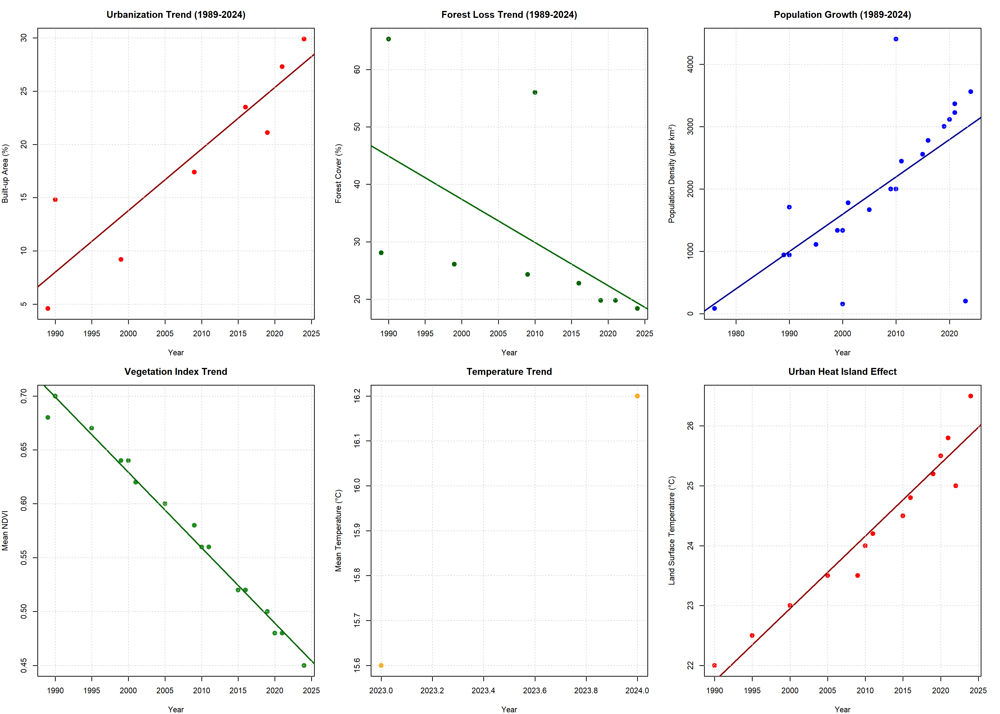 Urbanization Trend (1989-2024)
Built-up Area (%)
30
25
20
15
10
5
1990 1995 2000 2005 2010 2015 2020 2025
Year
Forest Loss Trend (1989-2024)
Forest Cover (%)
60
50
40
30
20
1990 1995 2000 2005 2010 2015 2020 2025
Year
Population Growth (1989-2024)
Population Density (per km²)
4000
3000
2000
1000
0
1980 1990 2000 2010 2020
Year
Vegetation Index Trend
Mean NDVI
0.70
0.65
0.60
0.55
0.50
0.45
1990 1995 2000 2005 2010 2015 2020 2025
Year
Temperature Trend
Mean Temperature (°C)
16.2
16.1
16.0
15.9
15.8
15.7
15.6
2023.0 2023.2 2023.4 2023.6 2023.8 2024.0
Year
Urban Heat Island Effect
Land Surface Temperature (°C)
26
25
24
23
22
1990 1995 2000 2005 2010 2015 2020 2025
Year